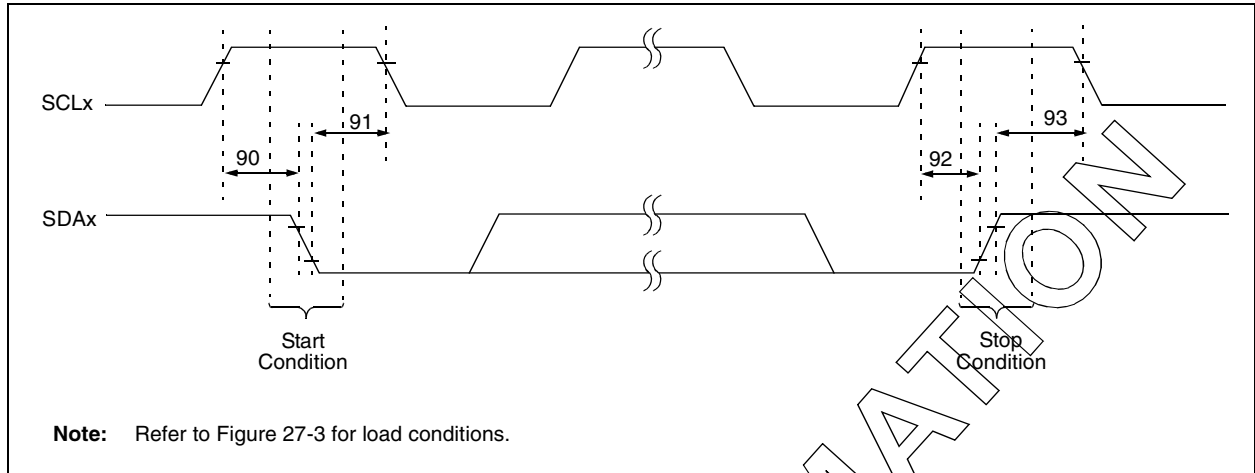 SCLx
91
93
90
92
SDAx
Start
Condition
Stop
Condition
Note: Refer to Figure 27-3 for load conditions.
MATION